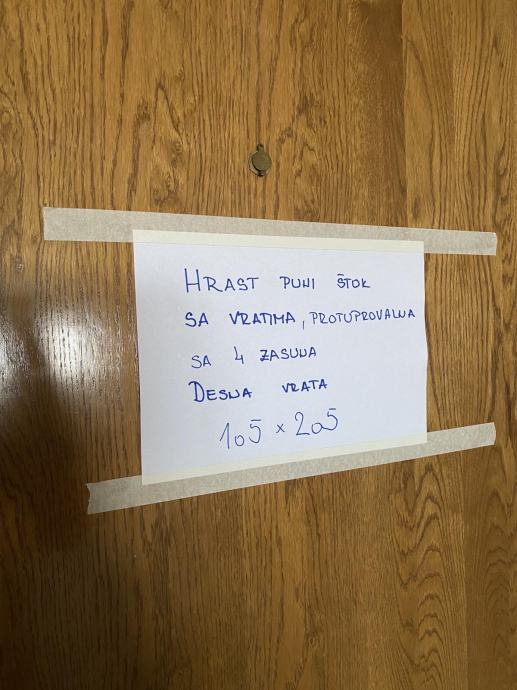 HRAST PUNI ŠTOK
SA VRATIMA, PROTUPROVALNA
SA 4 ZASUNA
DESNA VRATA
105 x 205